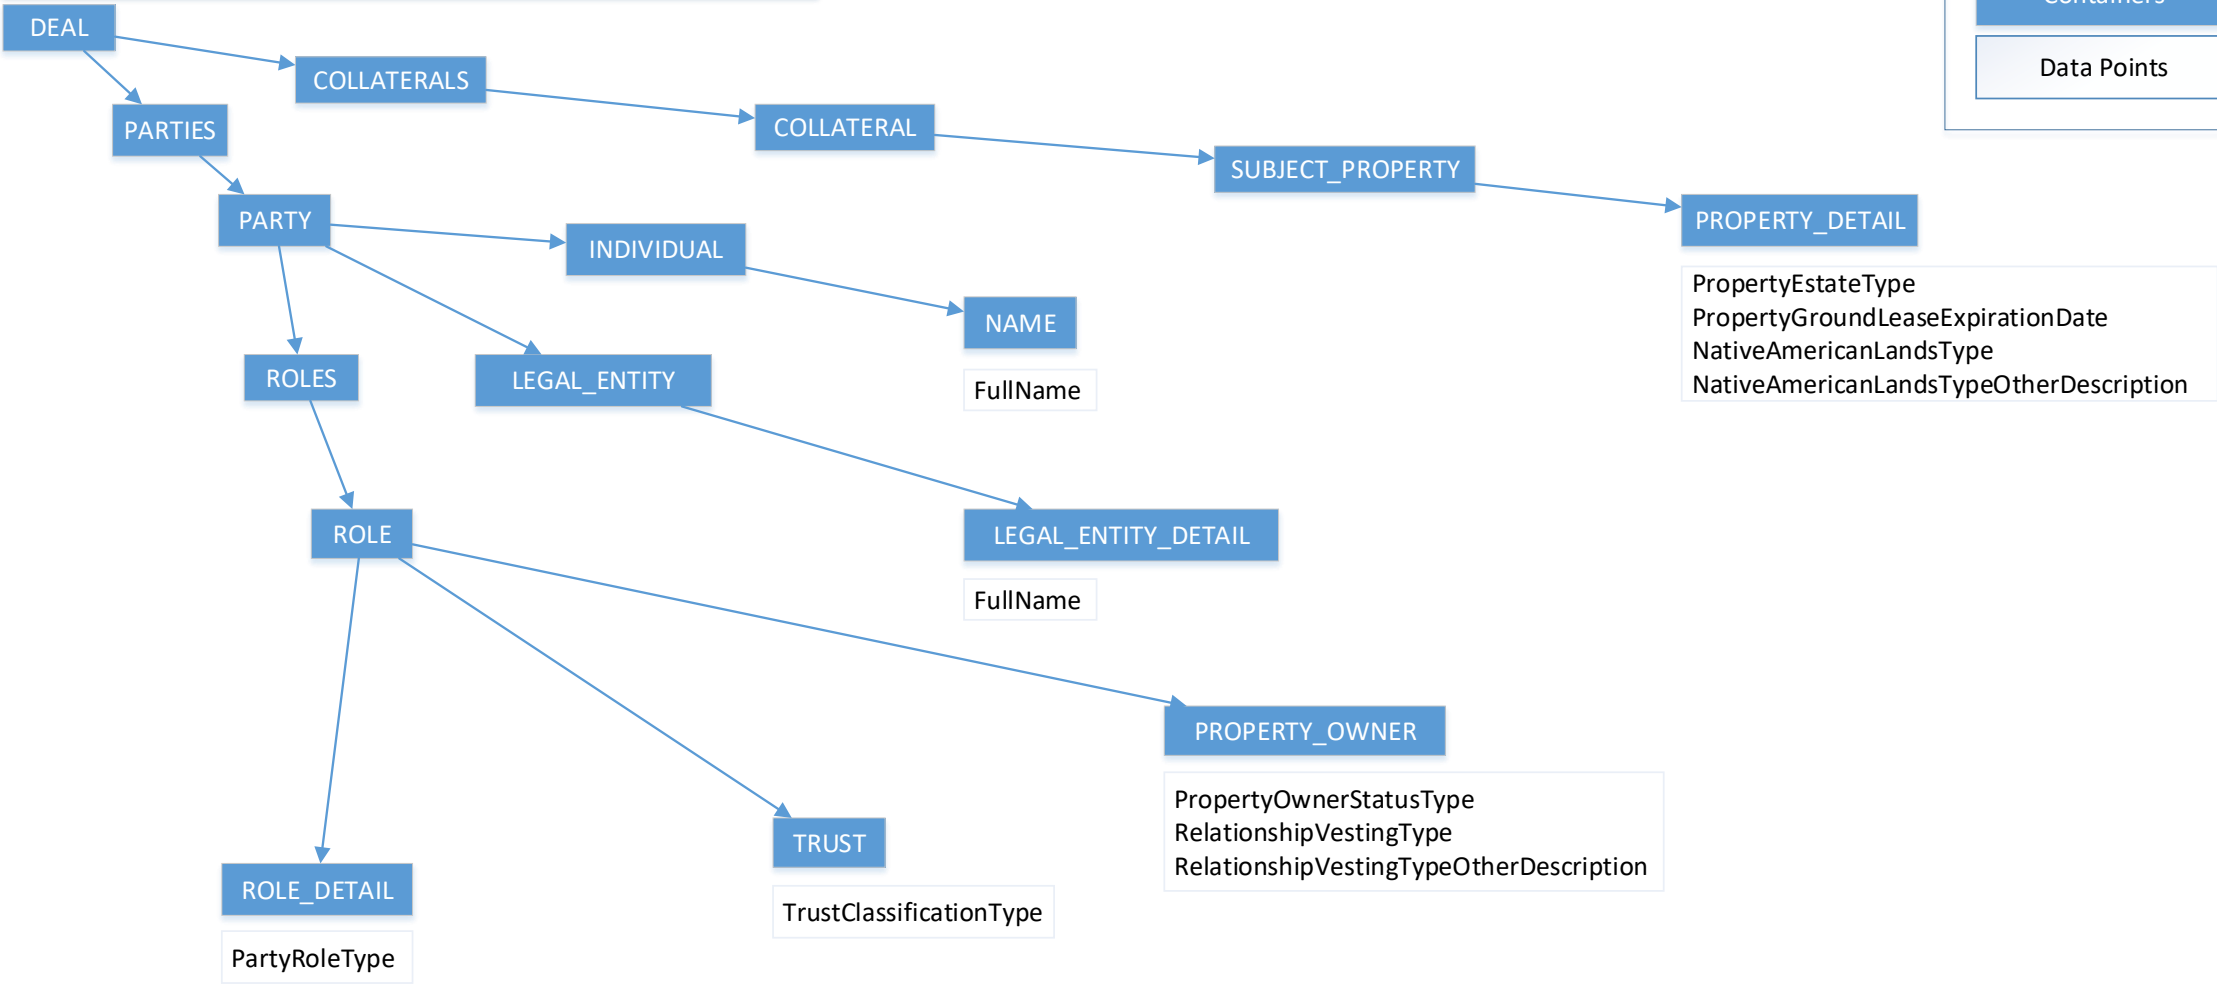 Containers
DEAL
Data Points
COLLATERALS
COLLATERAL
PARTIES
SUBJECT_PROPERTY
PARTY
PROPERTY_DETAIL
INDIVIDUAL
PropertyEstateType
PropertyGroundLeaseExpirationDate
NativeAmericanLandsType
NativeAmericanLandsTypeOtherDescription
NAME
ROLES
LEGAL_ENTITY
FullName
ROLE
LEGAL_ENTITY_DETAIL
FullName
PROPERTY_OWNER
PropertyOwnerStatusType
RelationshipVestingType
RelationshipVestingTypeOtherDescription
TRUST
TrustClassificationType
ROLE_DETAIL
PartyRoleType